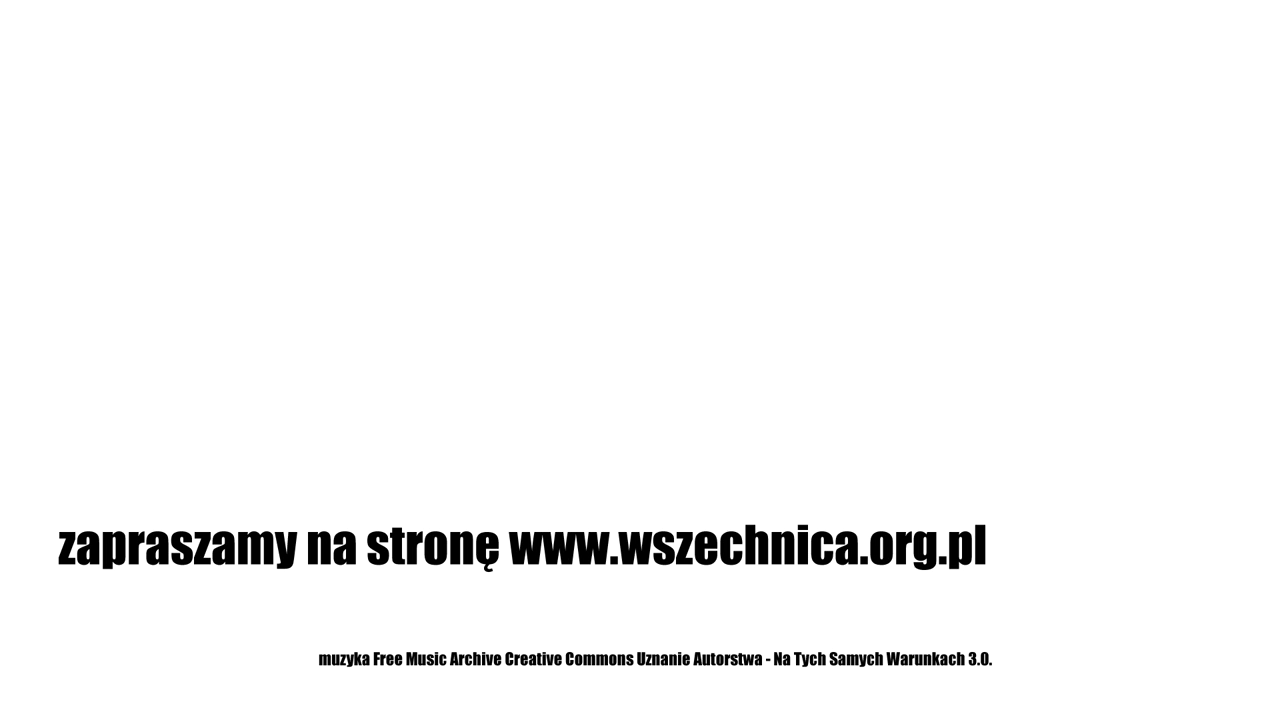 zapraszamy na stronę www.wszechnica.org.pl
muzyka Free Music Archive Creative Commons Uznanie Autorstwa - Na Tych Samych Warunkach 3.0.